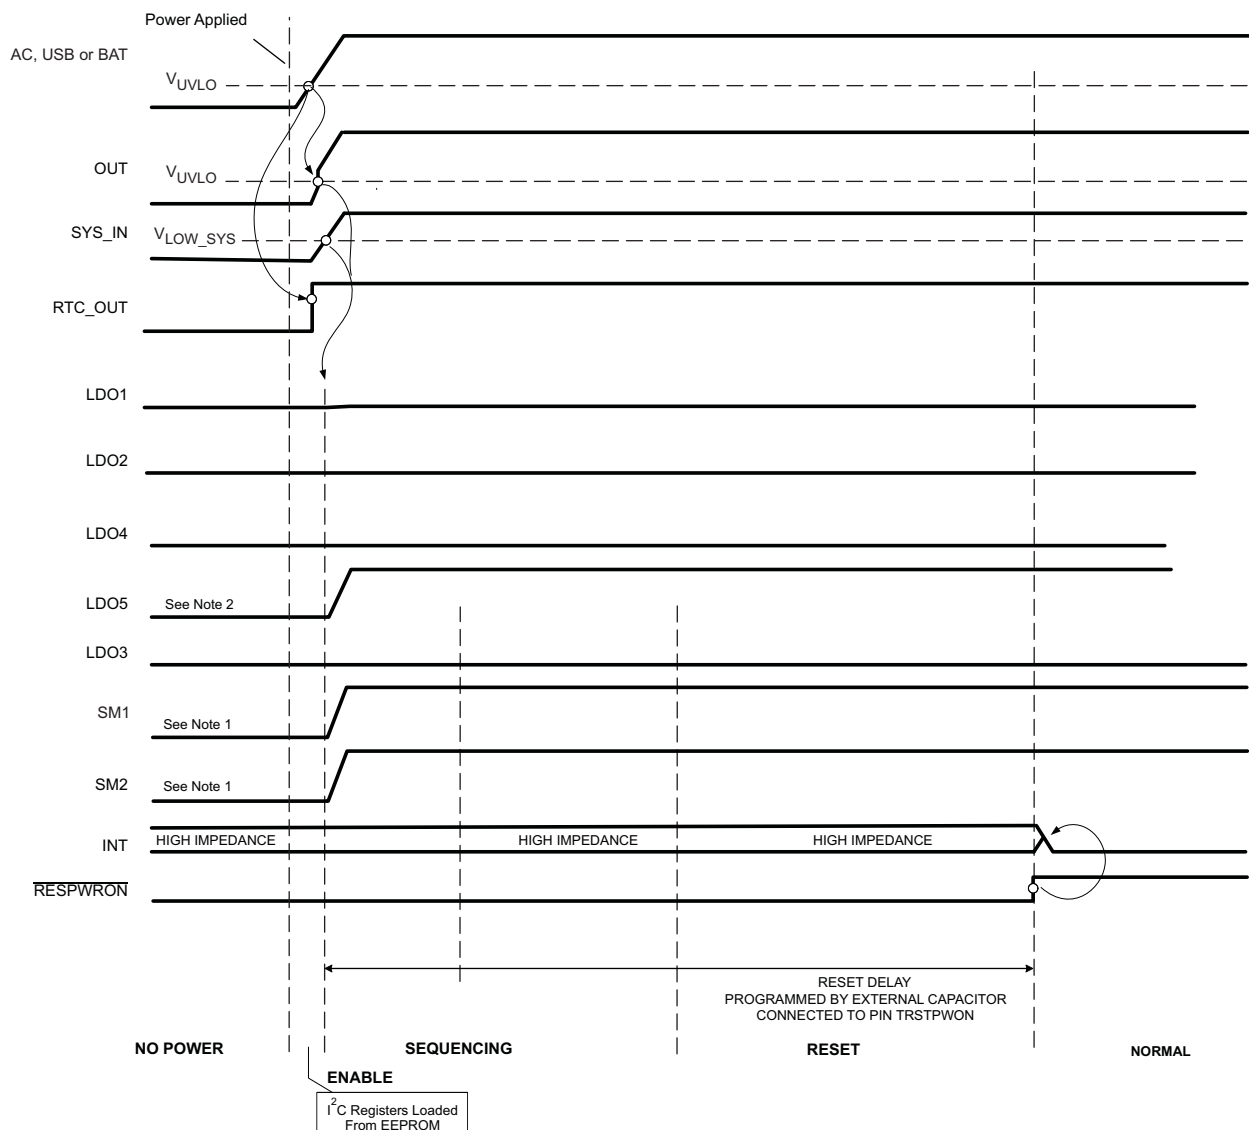 Power Applied
AC, USB or BAT
VUVLO
OUT
VUVLO
SYS_IN
VLOW_SYS
RTC_OUT
LDO1
LDO2
LDO4
LDO5
See Note 2
LDO3
SM1
See Note 1
SM2
See Note 1
INT
HIGH IMPEDANCE
HIGH IMPEDANCE
HIGH IMPEDANCE
RESPWRON
RESET DELAY
PROGRAMMED BY EXTERNAL CAPACITOR
CONNECTED TO PIN TRSTPWON
NO POWER
SEQUENCING
RESET
NORMAL
ENABLE
I2C Registers Loaded
From EEPROM